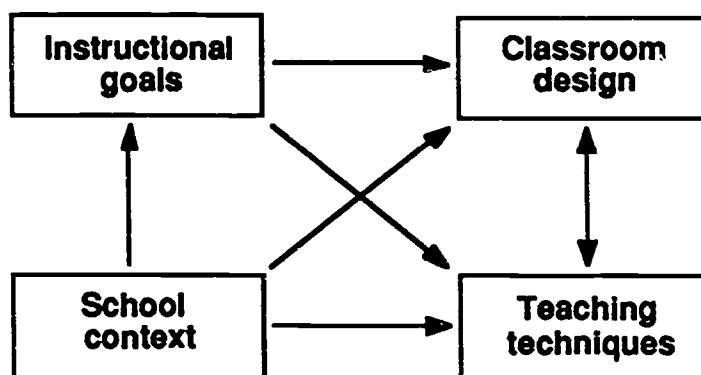 Instructional
goals
Classroom
design
School
context
Teaching
techniques